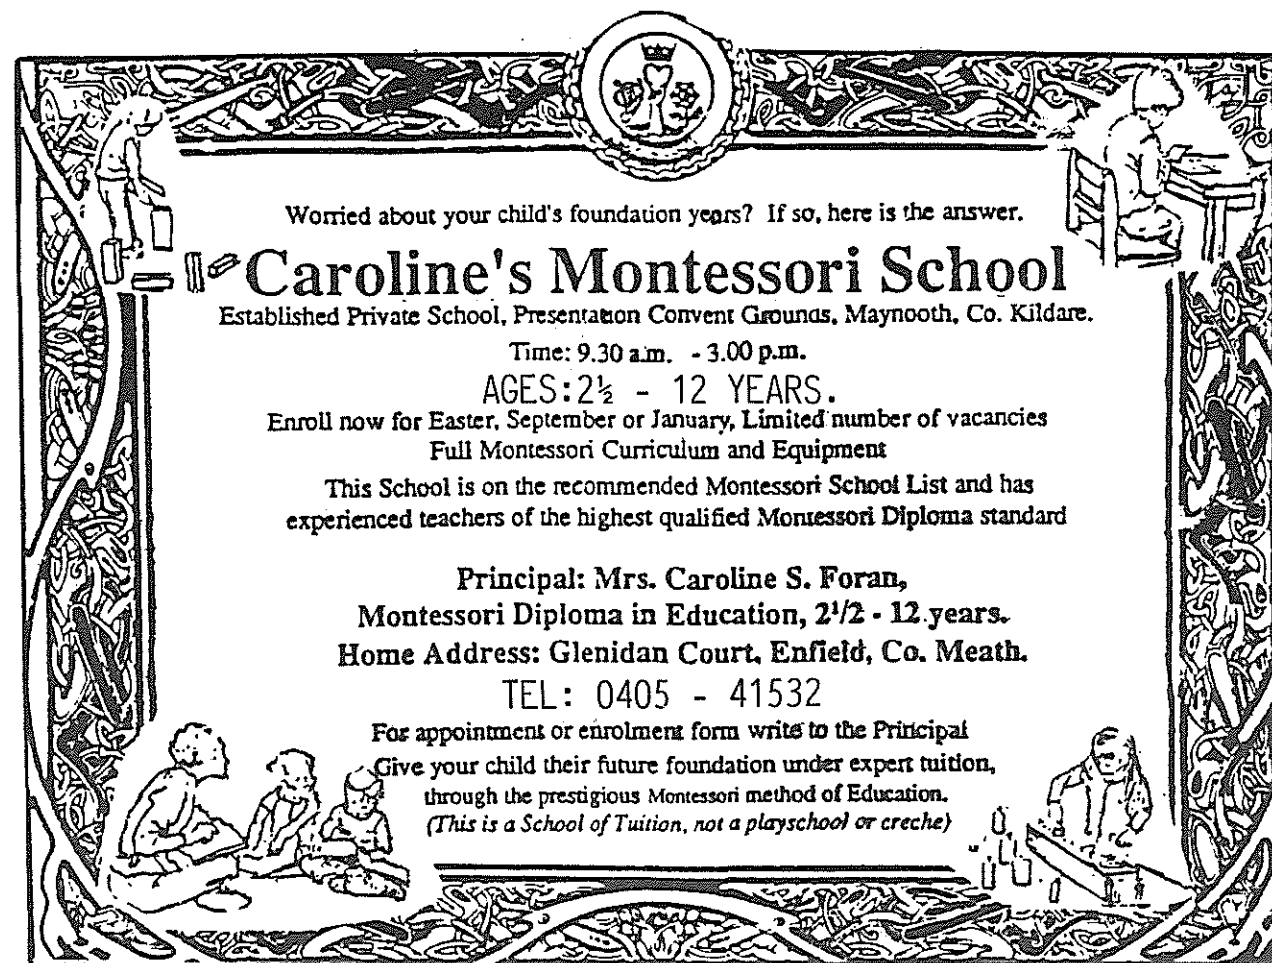 Worried about your child's foundation years? If so, here is the answer.
Caroline's Montessori School
Established Private School, Presentation Convent Grounds, Maynooth, Co. Kildare.
Time: 9.30 a.m. - 3.00 p.m.
AGES:2½ - 12 YEARS.
Enroll now for Easter, September or January, Limited number of vacancies
Full Montessori Curriculum and Equipment
This School is on the recommended Montessori School List and has
experienced teachers of the highest qualified Montessori Diploma standard
Principal: Mrs. Caroline S. Foran,
Montessori Diploma in Education, 2¹/2 - 12 years.
Home Address: Glenidan Court, Enfield, Co. Meath.
TEL: 0405 - 41532
For appointment or enrolment form write to the Principal
Give your child their future foundation under expert tuition,
through the prestigious Montessori method of Education.
(This is a School of Tuition, not a playschool or creche)